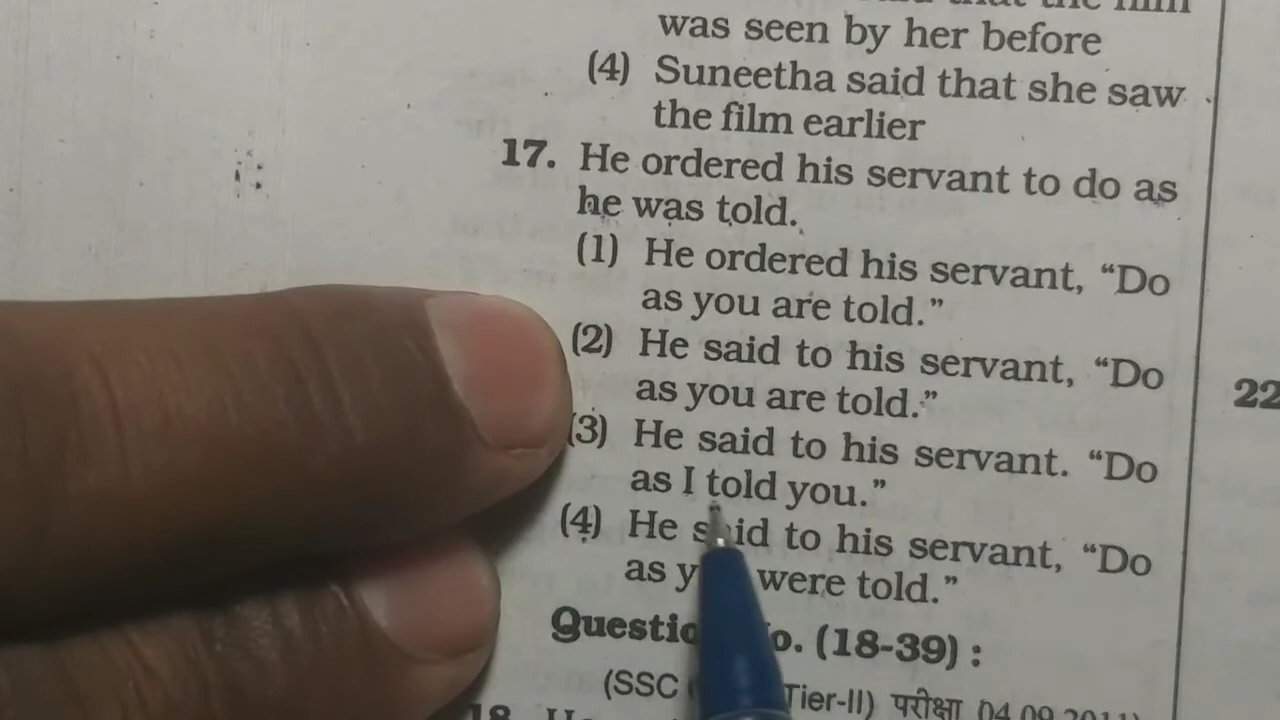 the film
was seen by her before
(4) Suneetha said that she saw
the film earlier
17. He ordered his servant to do as
he was told.
(1) He ordered his servant, “Do
as you are told.”
(2) He said to his servant, “Do
as you are told.”
(3) He said to his servant. “Do
as I told you.”
(4) He said to his servant, “Do
as were told.”
No. (18-39) :
(SSC Tier-II) परीक्षा 04.09.2011)
18.
22